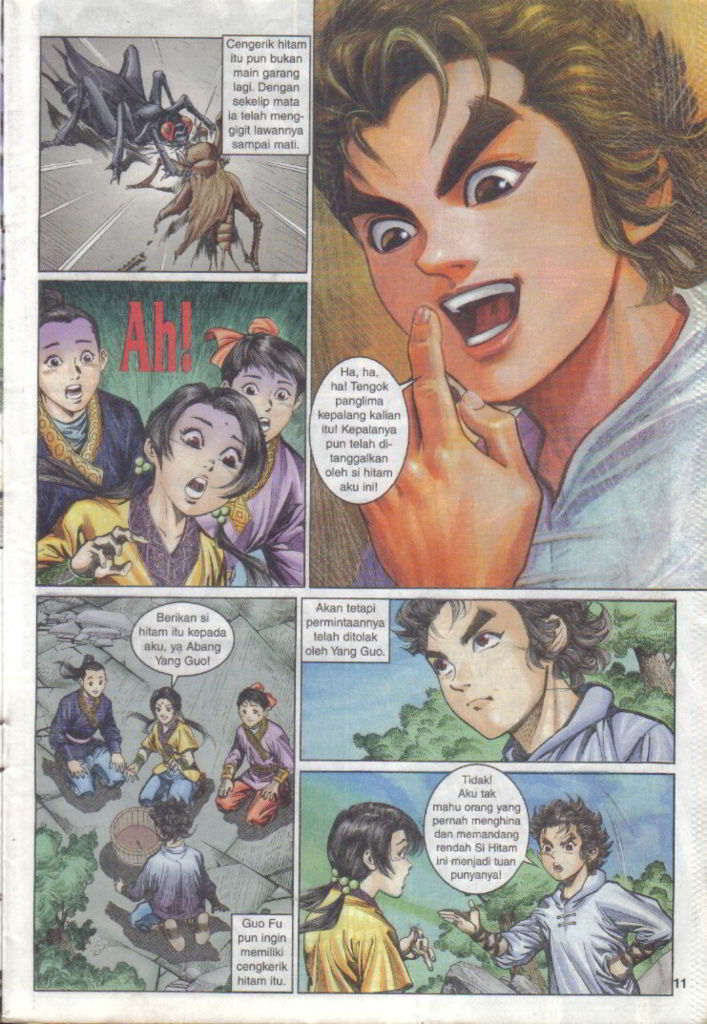 Cengerik hitam
itu pun bukan
main garang
lagi. Dengan
sekelip mata
ia telah meng-
gigit lawannya
sampai mati.
Ha, ha,
ha! Tengok
panglima
kepalang kalian
itu! Kepalanya
pun telah di-
tanggalkan
oleh si hitam
aku ini!
Ah!
Berikan si
hitam itu kepada
aku, ya Abang
Yang Guo!
Guo Fu
pun ingin
memiliki
cengkerik
hitam itu.
Akan tetapi
permintaannya
telah ditolak
oleh Yang Guo.
Tidak!
Aku tak
mahu orang yang
pernah menghina
dan memandang
rendah Si Hitam
ini menjadi tuan
punyanya!
11